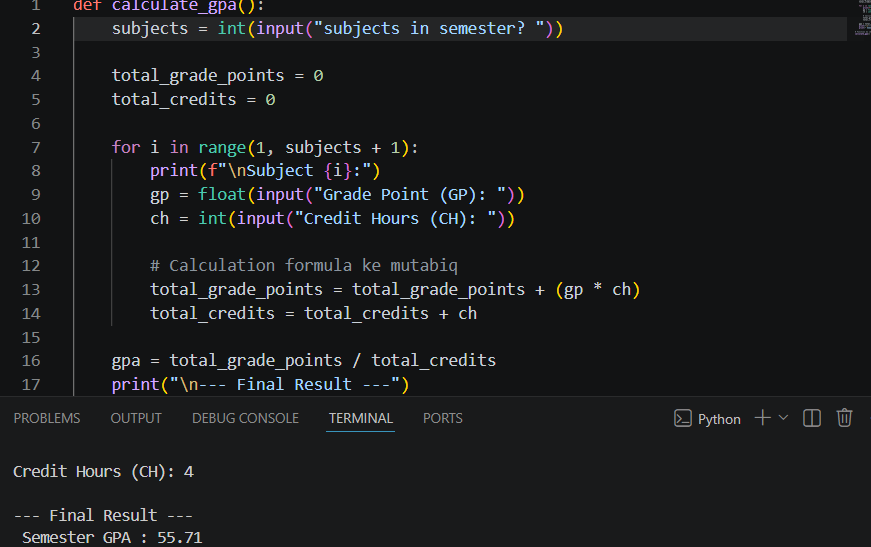 1 def calculate_gpa():
2     subjects = int(input("subjects in semester? "))
3
4     total_grade_points = 0
5     total_credits = 0
6
7     for i in range(1, subjects + 1):
8         print(f"\nSubject {i}:")
9         gp = float(input("Grade Point (GP): "))
10         ch = int(input("Credit Hours (CH): "))
11
12         # Calculation formula ke mutabiq
13         total_grade_points = total_grade_points + (gp * ch)
14         total_credits = total_credits + ch
15
16     gpa = total_grade_points / total_credits
17     print("\n--- Final Result ---")
PROBLEMS OUTPUT DEBUG CONSOLE TERMINAL PORTS Python
Credit Hours (CH): 4
--- Final Result ---
 Semester GPA : 55.71